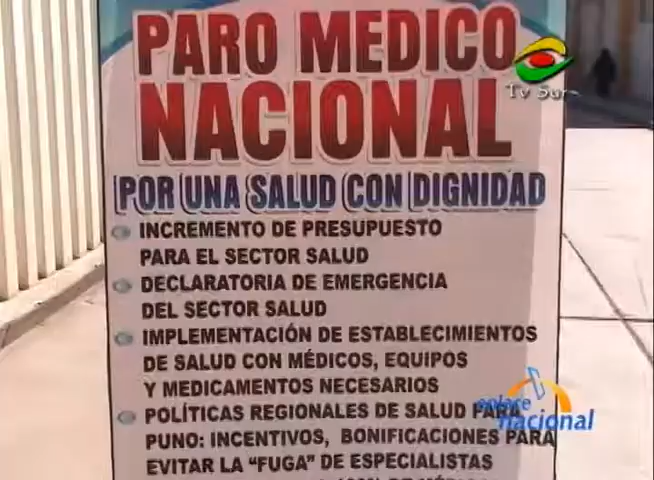 PARO MEDICO
Tv Sur
NACIONAL
POR UNA SALUD CON DIGNIDAD
INCREMENTO DE PRESUPUESTO
PARA EL SECTOR SALUD
DECLARATORIA DE EMERGENCIA
DEL SECTOR SALUD
IMPLEMENTACIÓN DE ESTABLECIMIENTOS
DE SALUD CON MÉDICOS, EQUIPOS
Y MEDICAMENTOS NECESARIOS
POLÍTICAS REGIONALES DE SALUD PARA
PUNO: INCENTIVOS, BONIFICACIONES PARA
EVITAR LA "FUGA" DE ESPECIALISTAS
enlace
nacional